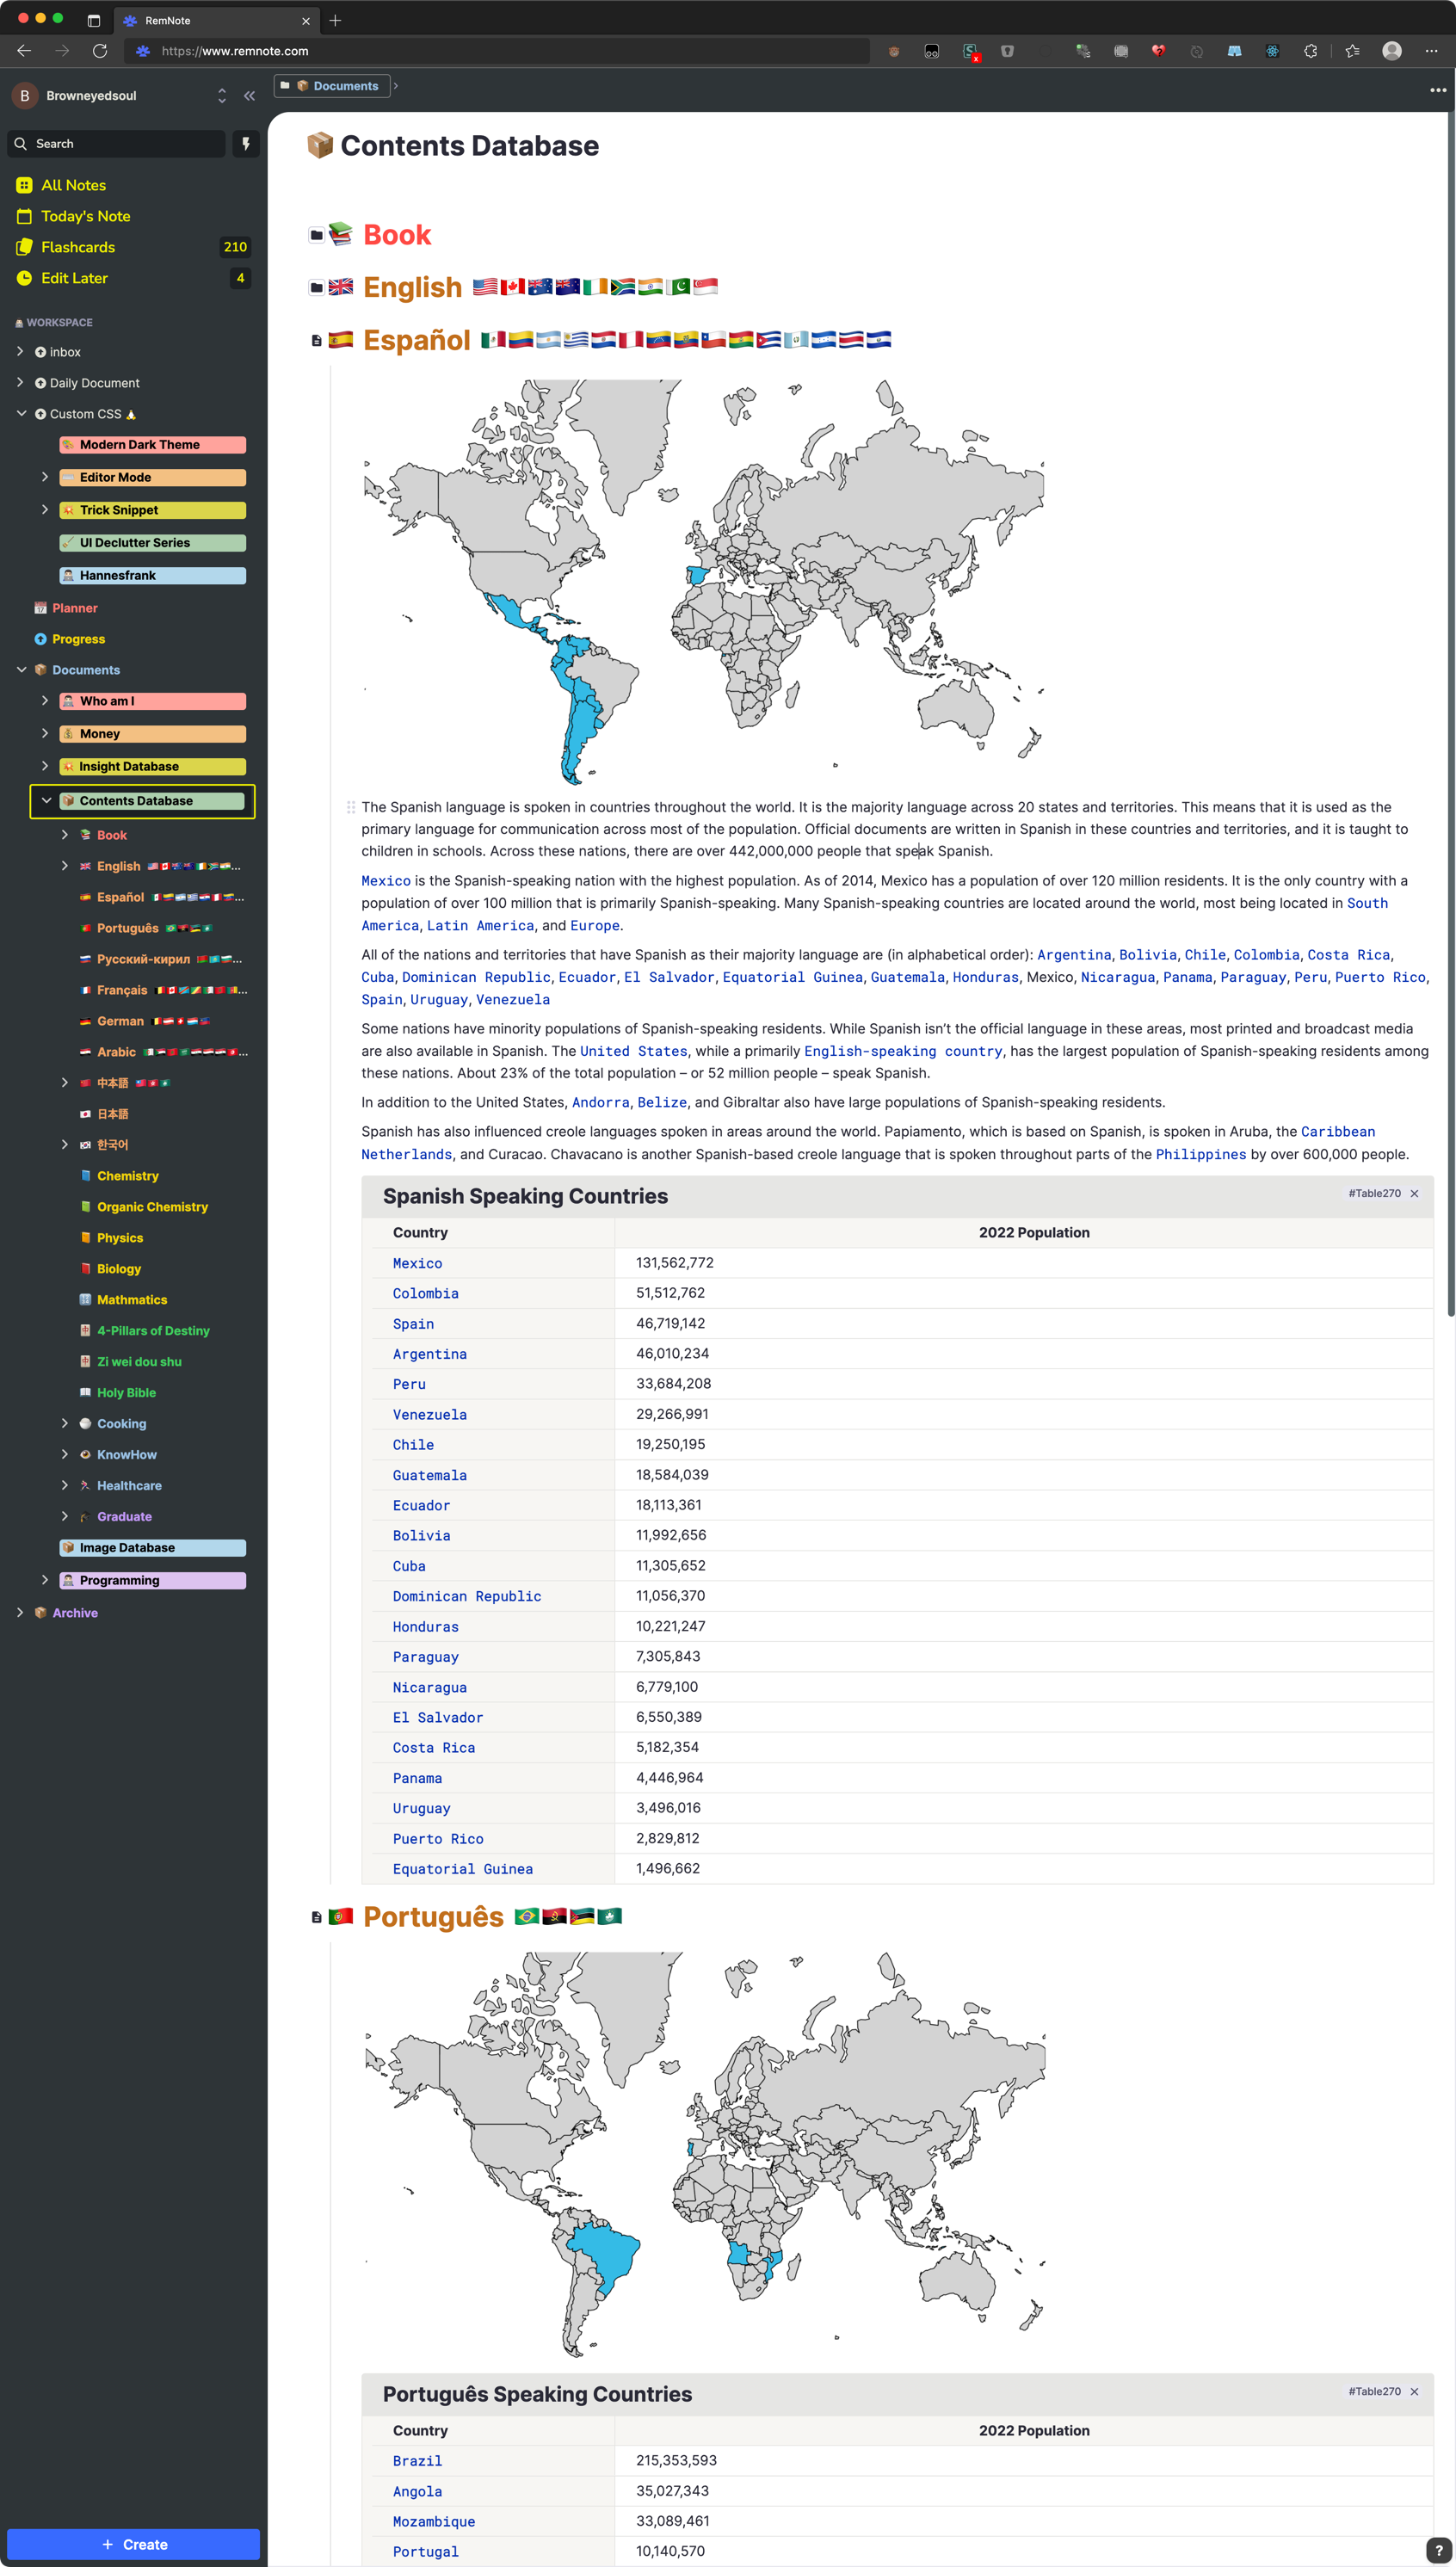 RemNote
https://www.remnote.com
B
Browneyedsoul
Search
All Notes
Today's Note
Flashcards
210
Edit Later
4
WORKSPACE
inbox
Daily Document
Custom CSS
Modern Dark Theme
Editor Mode
Trick Snippet
UI Declutter Series
Hannesfrank
Planner
Progress
Documents
Who am I
Money
Insight Database
Contents Database
Book
English
Español
Português
Русский-кирил
Français
German
Arabic
中本語
日本語
한국어
Chemistry
Organic Chemistry
Physics
Biology
Mathmatics
4-Pillars of Destiny
Zi wei dou shu
Holy Bible
Cooking
KnowHow
Healthcare
Graduate
Image Database
Programming
Archive
+ Create
Documents
Contents Database
Book
English
Español
The Spanish language is spoken in countries throughout the world. It is the majority language across 20 states and territories. This means that it is used as the
primary language for communication across most of the population. Official documents are written in Spanish in these countries and territories, and it is taught to
children in schools. Across these nations, there are over 442,000,000 people that speak Spanish.
Mexico is the Spanish-speaking nation with the highest population. As of 2014, Mexico has a population of over 120 million residents. It is the only country with a
population of over 100 million that is primarily Spanish-speaking. Many Spanish-speaking countries are located around the world, most being located in South
America, Latin America, and Europe.
All of the nations and territories that have Spanish as their majority language are (in alphabetical order): Argentina, Bolivia, Chile, Colombia, Costa Rica,
Cuba, Dominican Republic, Ecuador, El Salvador, Equatorial Guinea, Guatemala, Honduras, Mexico, Nicaragua, Panama, Paraguay, Peru, Puerto Rico,
Spain, Uruguay, Venezuela
Some nations have minority populations of Spanish-speaking residents. While Spanish isn’t the official language in these areas, most printed and broadcast media
are also available in Spanish. The United States, while a primarily English-speaking country, has the largest population of Spanish-speaking residents among
these nations. About 23% of the total population – or 52 million people – speak Spanish.
In addition to the United States, Andorra, Belize, and Gibraltar also have large populations of Spanish-speaking residents.
Spanish has also influenced creole languages spoken in areas around the world. Papiamento, which is based on Spanish, is spoken in Aruba, the Caribbean
Netherlands, and Curacao. Chavacano is another Spanish-based creole language that is spoken throughout parts of the Philippines by over 600,000 people.
Spanish Speaking Countries
#Table270
Country 2022 Population
Mexico 131,562,772
Colombia 51,512,762
Spain 46,719,142
Argentina 46,010,234
Peru 33,684,208
Venezuela 29,266,991
Chile 19,250,195
Guatemala 18,584,039
Ecuador 18,113,361
Bolivia 11,992,656
Cuba 11,305,652
Dominican Republic 11,056,370
Honduras 10,221,247
Paraguay 7,305,843
Nicaragua 6,779,100
El Salvador 6,550,389
Costa Rica 5,182,354
Panama 4,446,964
Uruguay 3,496,016
Puerto Rico 2,829,812
Equatorial Guinea 1,496,662
Português
Português Speaking Countries
#Table270
Country 2022 Population
Brazil 215,353,593
Angola 35,027,343
Mozambique 33,089,461
Portugal 10,140,570
?